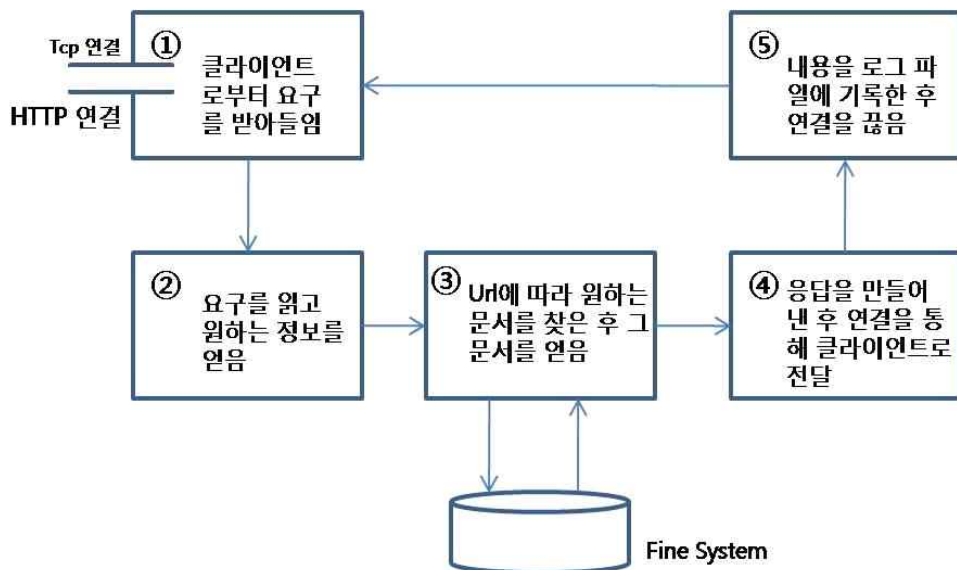 Tcp 연결
HTTP 연결
①
클라이언트
로부터 요구
를 받아들임
⑤
내용을 로그 파
일에 기록한 후
연결을 끊음
②
요구를 읽고
원하는 정보를
얻음
③
Url에 따라 원하는
문서를 찾은 후 그
문서를 얻음
④
응답을 만들어
낸 후 연결을 통
해 클라이언트로
전달
Fine System